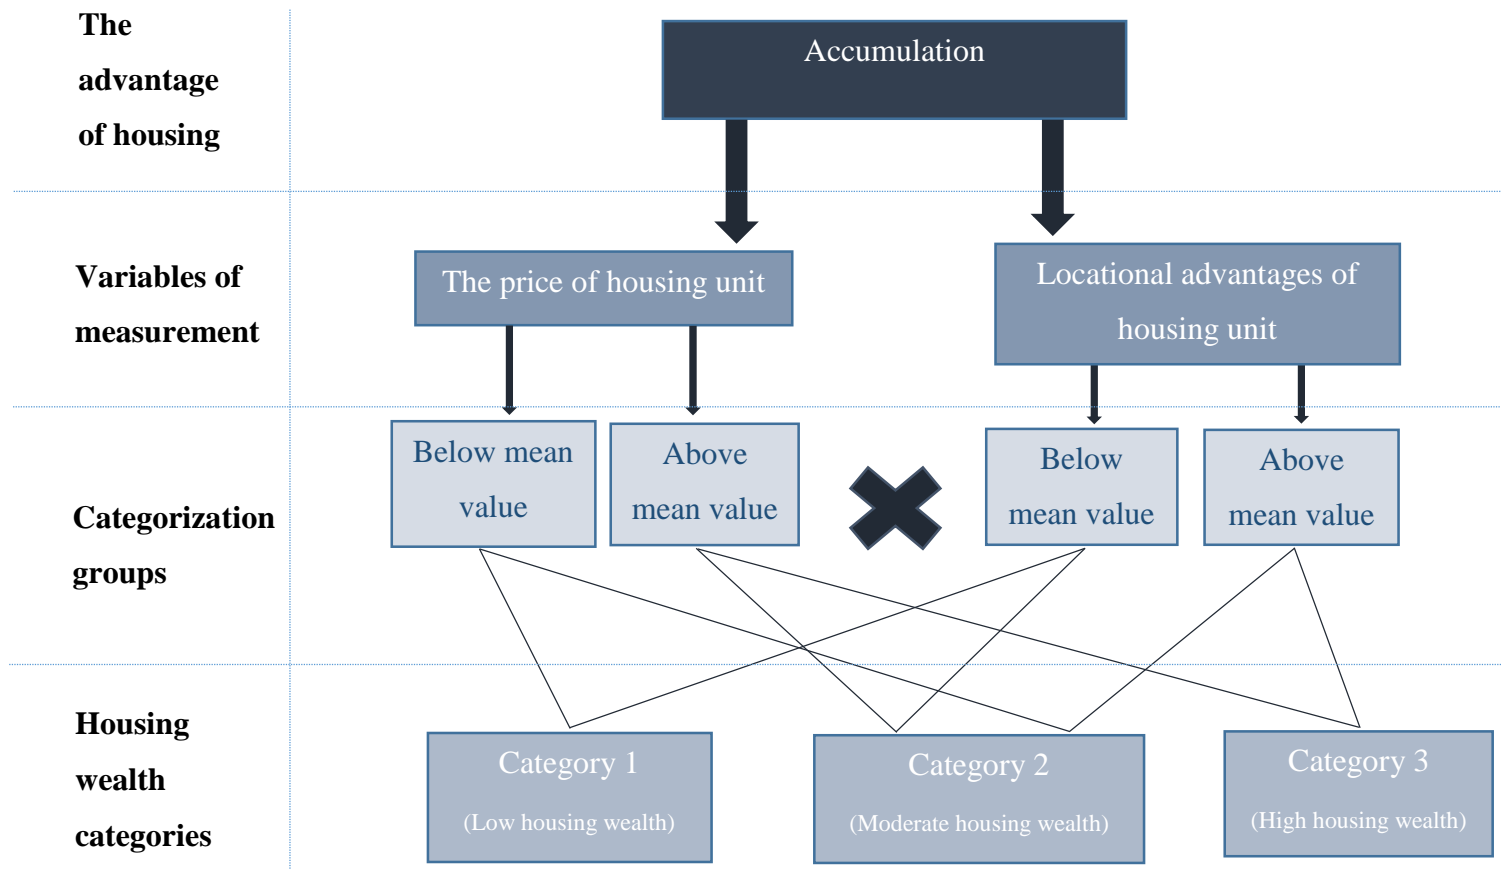 The
advantage
of housing
Accumulation
Variables of
measurement
The price of housing unit
Locational advantages of
housing unit
Categorization
groups
Below mean
value
Above
mean value
Below
mean value
Above
mean value
Housing
wealth
categories
Category 1
(Low housing wealth)
Category 2
(Moderate housing wealth)
Category 3
(High housing wealth)